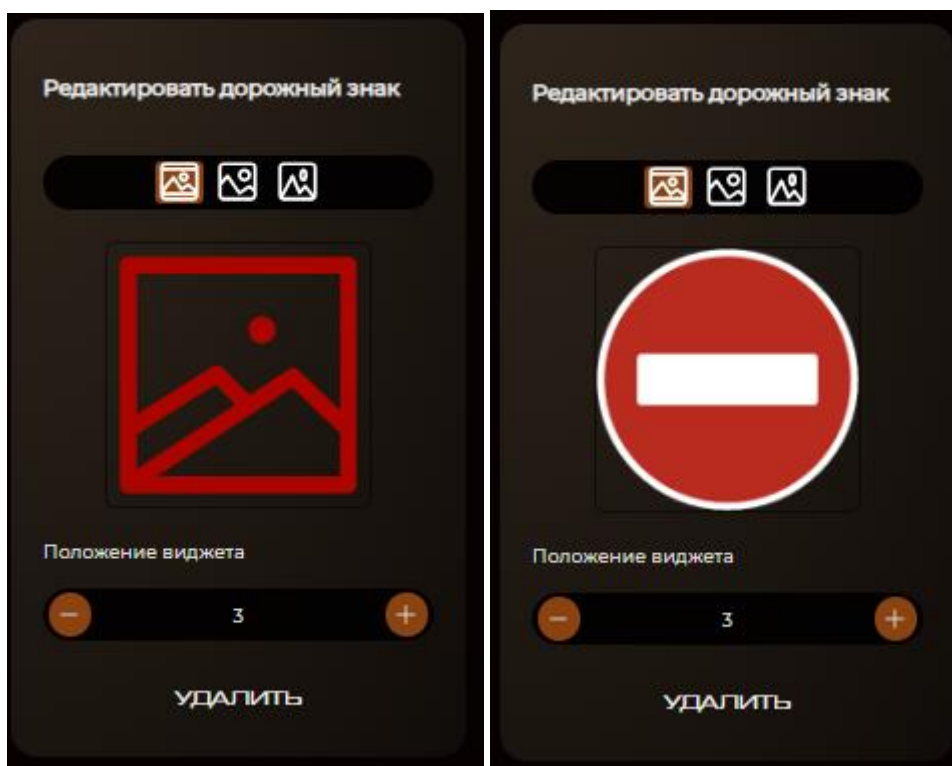 Редактировать дорожный знак
Положение виджета
3
УДАЛИТЬ
Редактировать дорожный знак
Положение виджета
3
УДАЛИТЬ